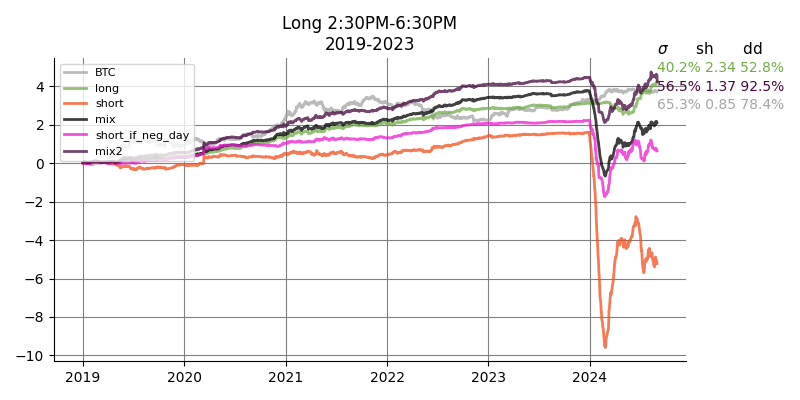 Long 2:30PM-6:30PM
2019-2023
σ sh dd
40.2% 2.34 52.8%
56.5% 1.37 92.5%
65.3% 0.85 78.4%
BTC
long
short
mix
short_if_neg_day
mix2
4
2
0
−2
−4
−6
−8
−10
2019 2020 2021 2022 2023 2024